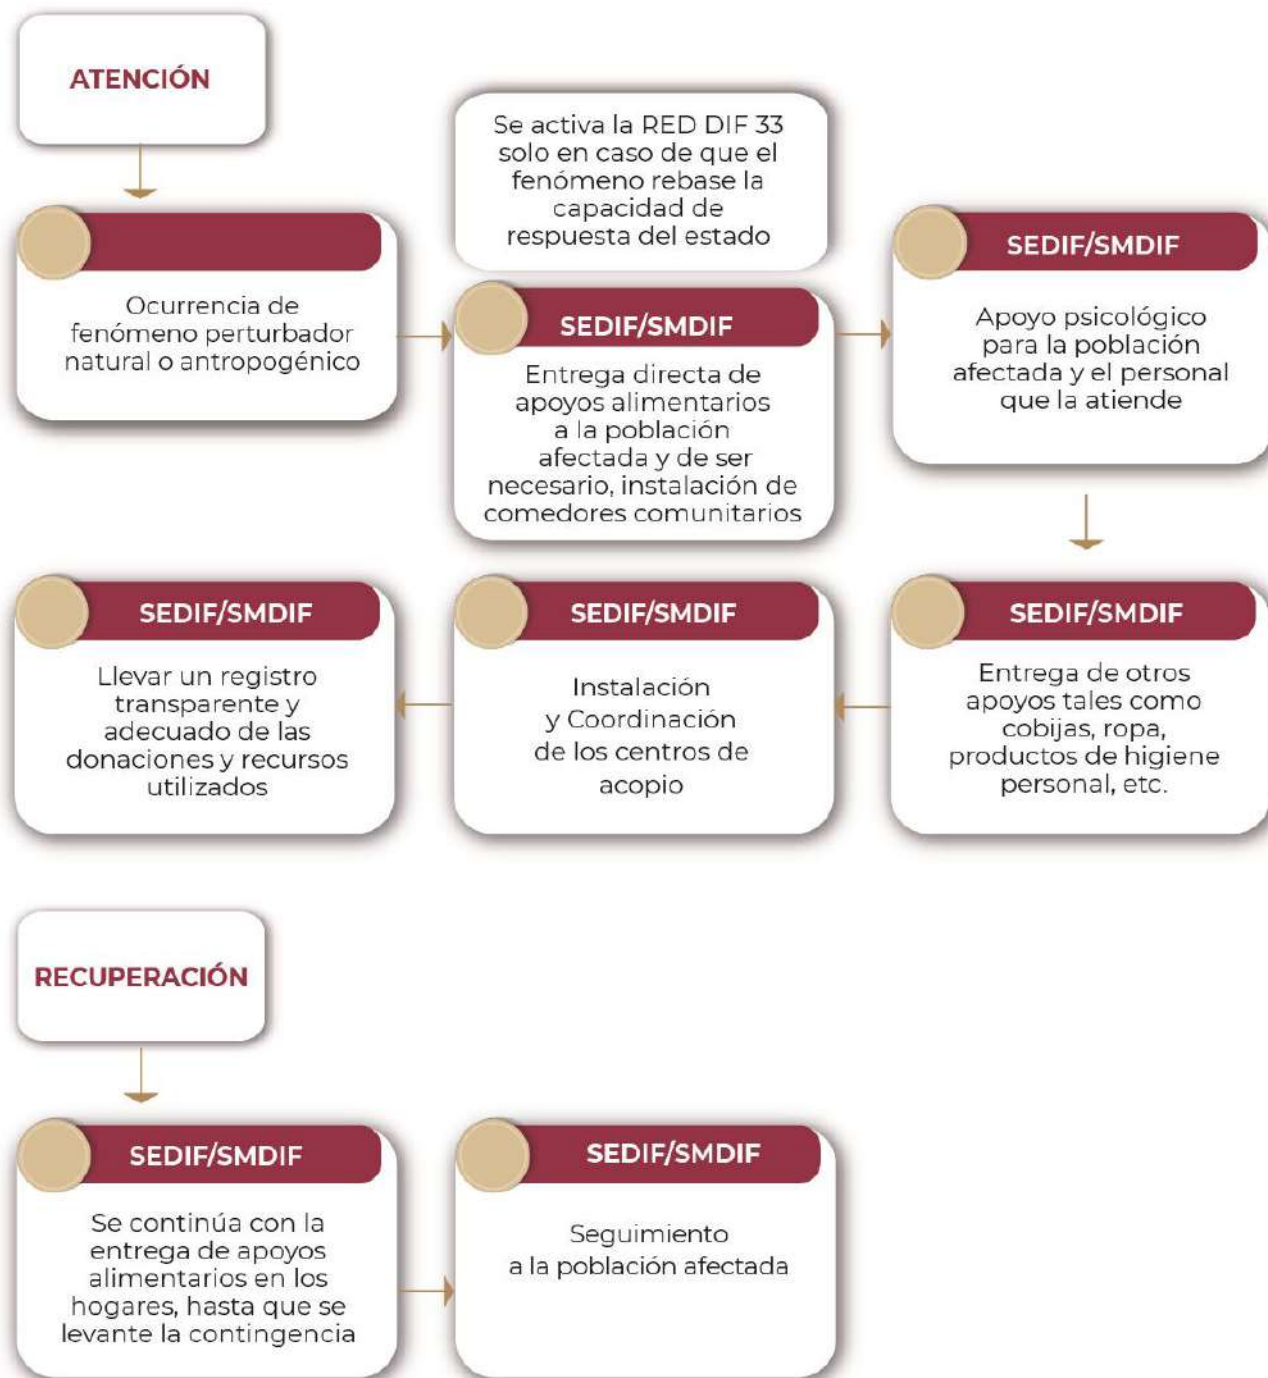 ATENCIÓN
Ocurrencia de
fenómeno perturbador
natural o antropogénico
Se activa la RED DIF 33
solo en caso de que el
fenómeno rebase la
capacidad de
respuesta del estado
SEDIF/SMDIF
Entrega directa de
apoyos alimentarios
a la población
afectada y de ser
necesario, instalación de
comedores comunitarios
SEDIF/SMDIF
Apoyo psicológico
para la población
afectada y el personal
que la atiende
SEDIF/SMDIF
Entrega de otros
apoyos tales como
cobijas, ropa,
productos de higiene
personal, etc.
SEDIF/SMDIF
Instalación
y Coordinación
de los centros de
acopio
SEDIF/SMDIF
Llevar un registro
transparente y
adecuado de las
donaciones y recursos
utilizados
RECUPERACIÓN
SEDIF/SMDIF
Se continúa con la
entrega de apoyos
alimentarios en los
hogares, hasta que se
levante la contingencia
SEDIF/SMDIF
Seguimiento
a la población afectada